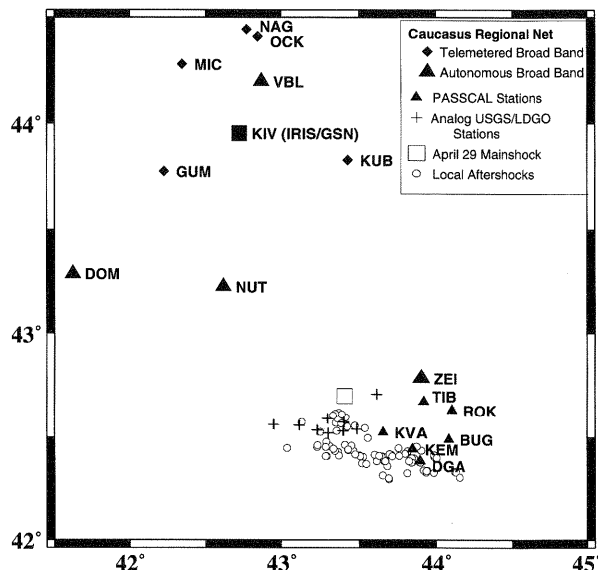 NAG
OCK
MIC
VBL
44°
KIV (IRIS/GSN)
KUB
GUM
DOM
NUT
43°
ZEI
TIB
ROK
KVA
BUG
KEM
DGA
42°
42°
43°
44°
45°
Caucasus Regional Net
Telemetered Broad Band
Autonomous Broad Band
PASSCAL Stations
Analog USGS/LDGO
Stations
April 29 Mainshock
Local Aftershocks